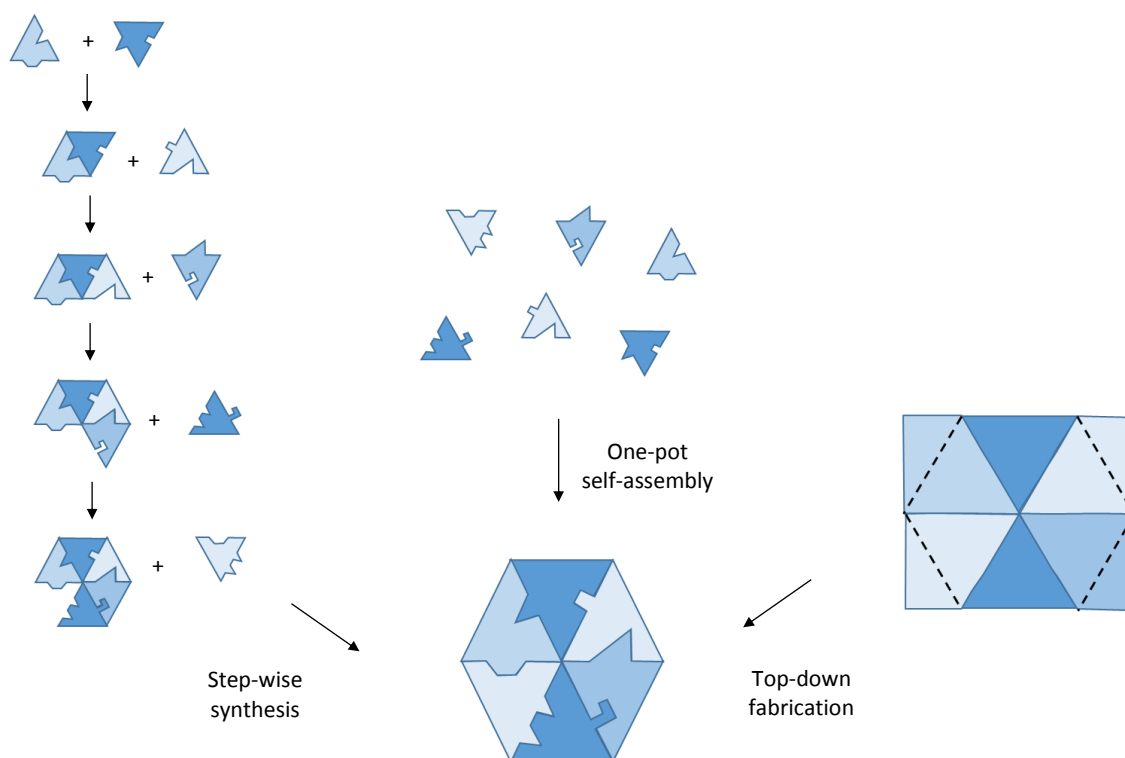 +
+
+
+
+
One-pot
self-assembly
Step-wise
synthesis
Top-down
fabrication